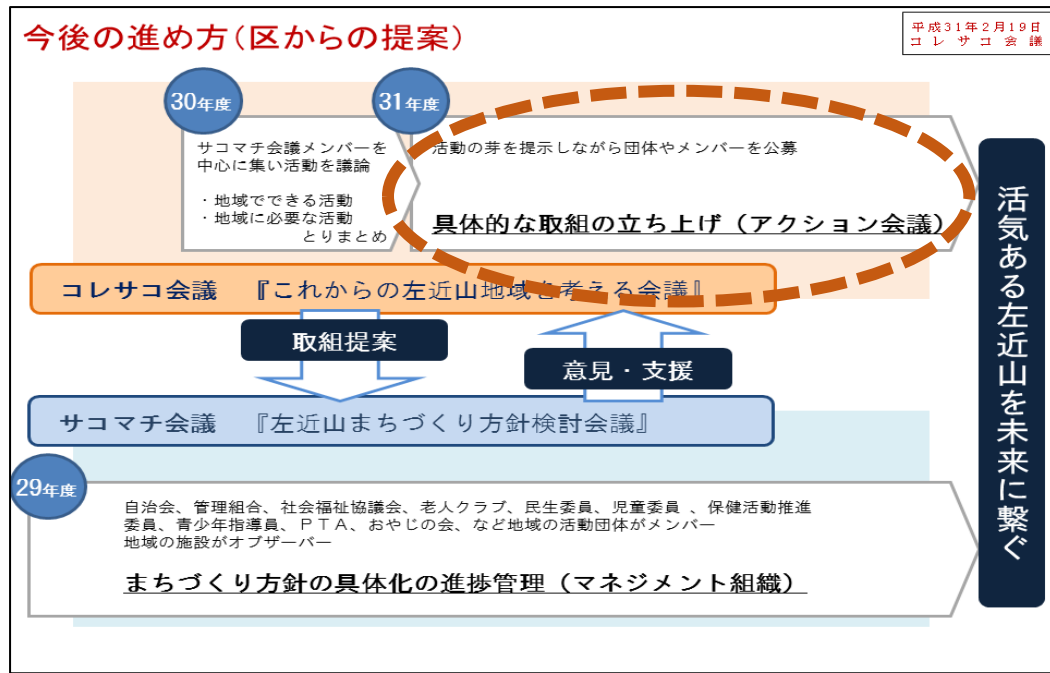 今後の進め方(区からの提案)
平成31年2月19日
コレサコ会議
30年度
31年度
サコマチ会議メンバーを
中心に集い活動を議論
・地域でできる活動
・地域に必要な活動
とりまとめ
活動の芽を提示しながら団体やメンバーを公募
具体的な取組の立ち上げ(アクション会議)
コレサコ会議 『これからの左近山地域を考える会議』
取組提案
意見・支援
サコマチ会議 『左近山まちづくり方針検討会議』
29年度
自治会、管理組合、社会福祉協議会、老人クラブ、民生委員、児童委員 、保健活動推進
委員、青少年指導員、PTA、おやじの会、など地域の活動団体がメンバー
地域の施設がオブザーバー
まちづくり方針の具体化の進捗管理(マネジメント組織)
活気ある左近山を未来に繋ぐ